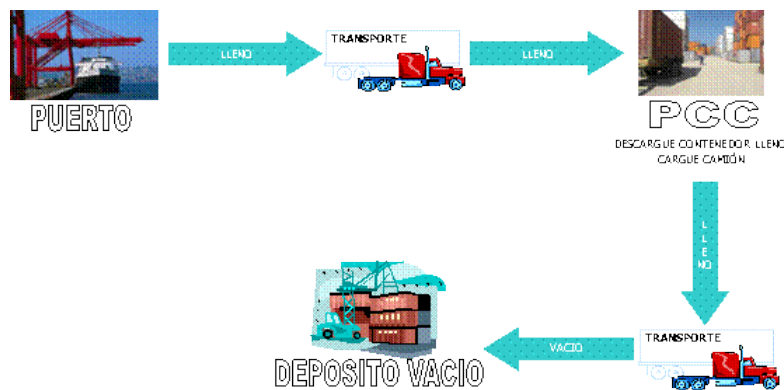 LLENO
TRANSPORTE
LLENO
PUERTO
PCC
DESCARGUE CONTENEDOR LLENO
CARGUE CAMIÓN
LLENO
TRANSPORTE
VACIO
DEPOSITO VACIO